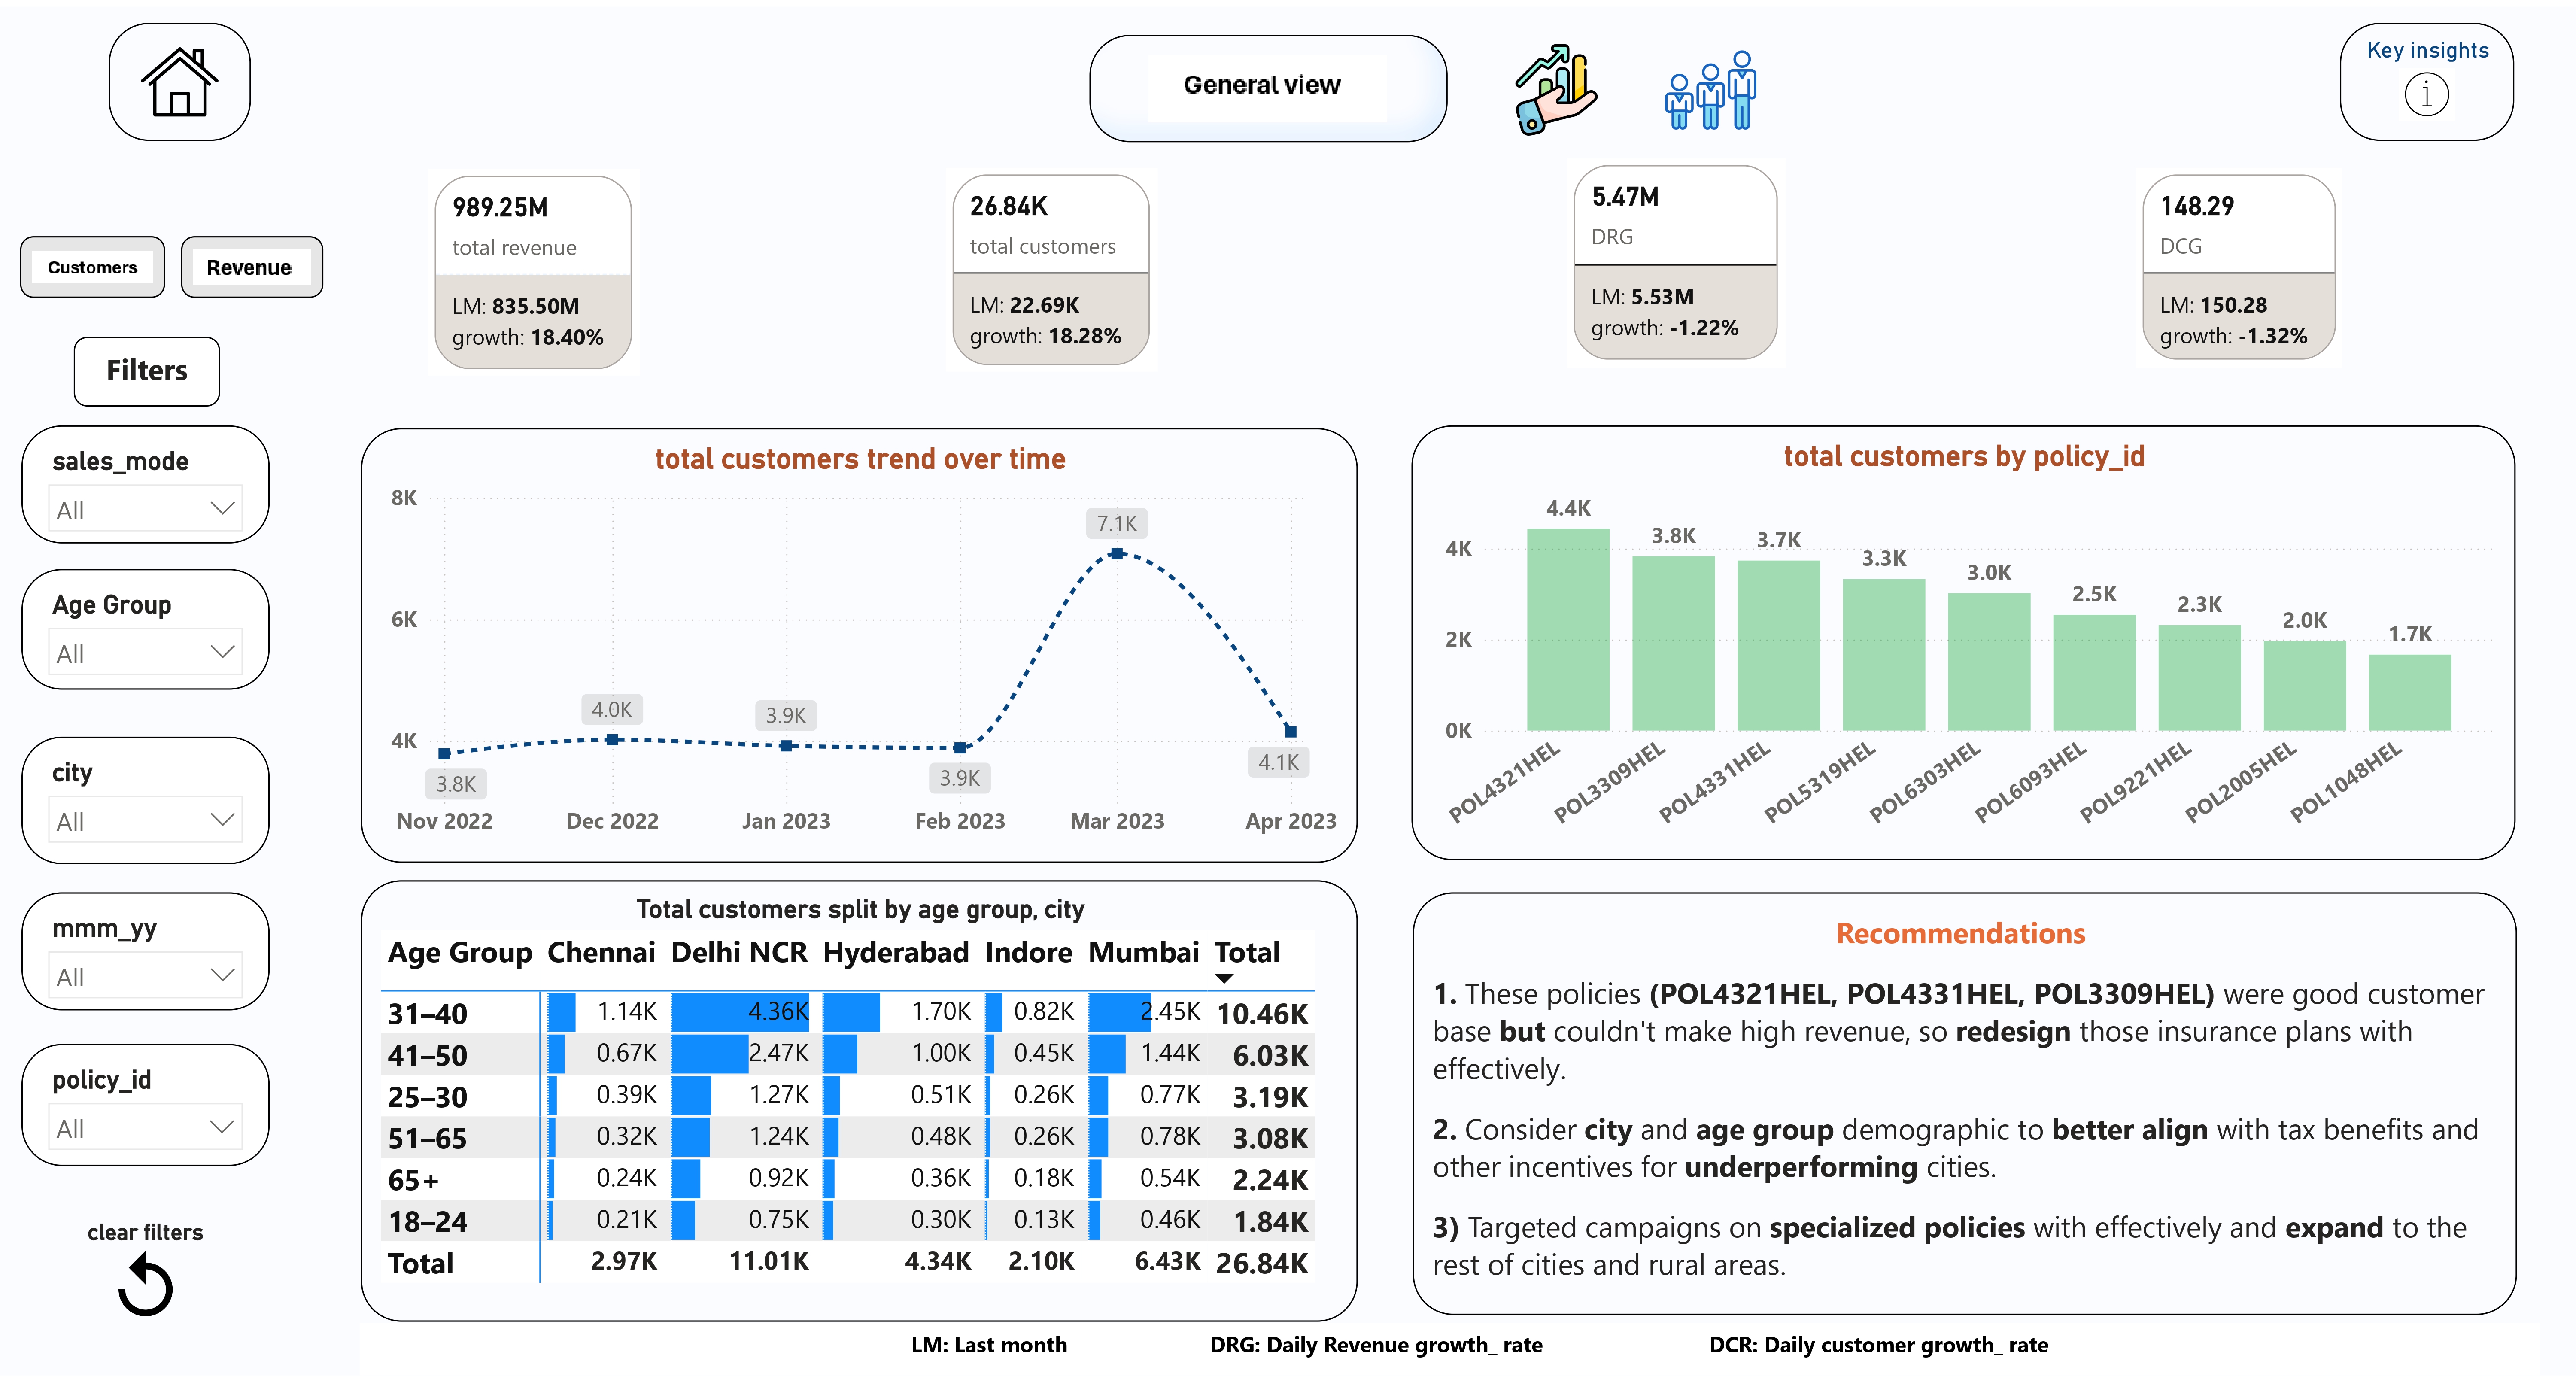 General view
Key insights
989.25M
total revenue
LM: 835.50M
growth: 18.40%
26.84K
total customers
LM: 22.69K
growth: 18.28%
5.47M
DRG
LM: 5.53M
growth: -1.22%
148.29
DCG
LM: 150.28
growth: -1.32%
Customers
Revenue
Filters
sales_mode
All
Age Group
All
city
All
mmm_yy
All
policy_id
All
clear filters
total customers trend over time
8K
6K
4K
3.8K
4.0K
3.9K
3.9K
7.1K
4.1K
Nov 2022 Dec 2022 Jan 2023 Feb 2023 Mar 2023 Apr 2023
total customers by policy_id
4K
2K
0K
4.4K
3.8K
3.7K
3.3K
3.0K
2.5K
2.3K
2.0K
1.7K
POL4321HEL
POL3309HEL
POL4331HEL
POL5319HEL
POL6303HEL
POL6093HEL
POL9221HEL
POL2005HEL
POL1048HEL
Total customers split by age group, city
Age Group Chennai Delhi NCR Hyderabad Indore Mumbai Total
31–40 1.14K 4.36K 1.70K 0.82K 2.45K 10.46K
41–50 0.67K 2.47K 1.00K 0.45K 1.44K 6.03K
25–30 0.39K 1.27K 0.51K 0.26K 0.77K 3.19K
51–65 0.32K 1.24K 0.48K 0.26K 0.78K 3.08K
65+ 0.24K 0.92K 0.36K 0.18K 0.54K 2.24K
18–24 0.21K 0.75K 0.30K 0.13K 0.46K 1.84K
Total 2.97K 11.01K 4.34K 2.10K 6.43K 26.84K
Recommendations
1. These policies (POL4321HEL, POL4331HEL, POL3309HEL) were good customer
base but couldn't make high revenue, so redesign those insurance plans with
effectively.
2. Consider city and age group demographic to better align with tax benefits and
other incentives for underperforming cities.
3) Targeted campaigns on specialized policies with effectively and expand to the
rest of cities and rural areas.
LM: Last month DRG: Daily Revenue growth_ rate DCR: Daily customer growth_ rate